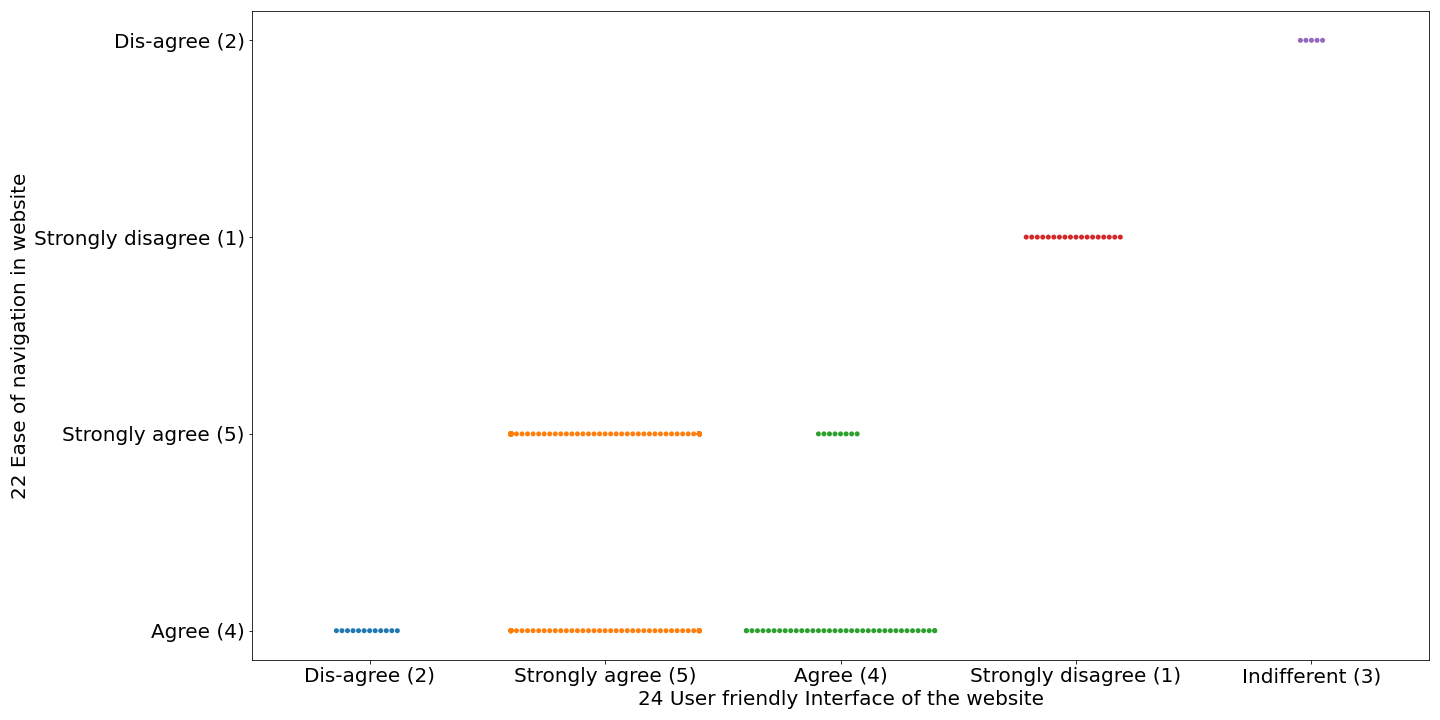 Dis-agree (2)
Strongly disagree (1)
Strongly agree (5)
Agree (4)
22 Ease of navigation in website
Dis-agree (2)
Strongly agree (5)
Agree (4)
Strongly disagree (1)
Indifferent (3)
24 User friendly Interface of the website